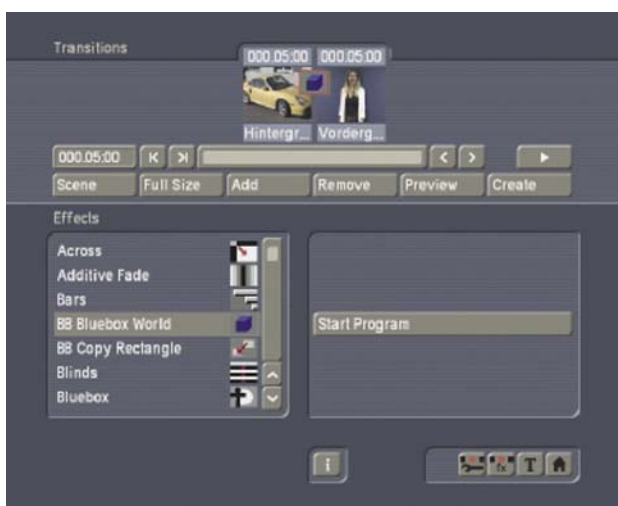 Transitions
000.05:00 000.05:00
Hintergr... Vorderg...
000.05:00
Scene Full Size Add Remove Preview Create
Effects
Across
Additive Fade
Bars
BB Bluebox World
Start Program
BB Copy Rectangle
Blinds
Bluebox
i
fx T